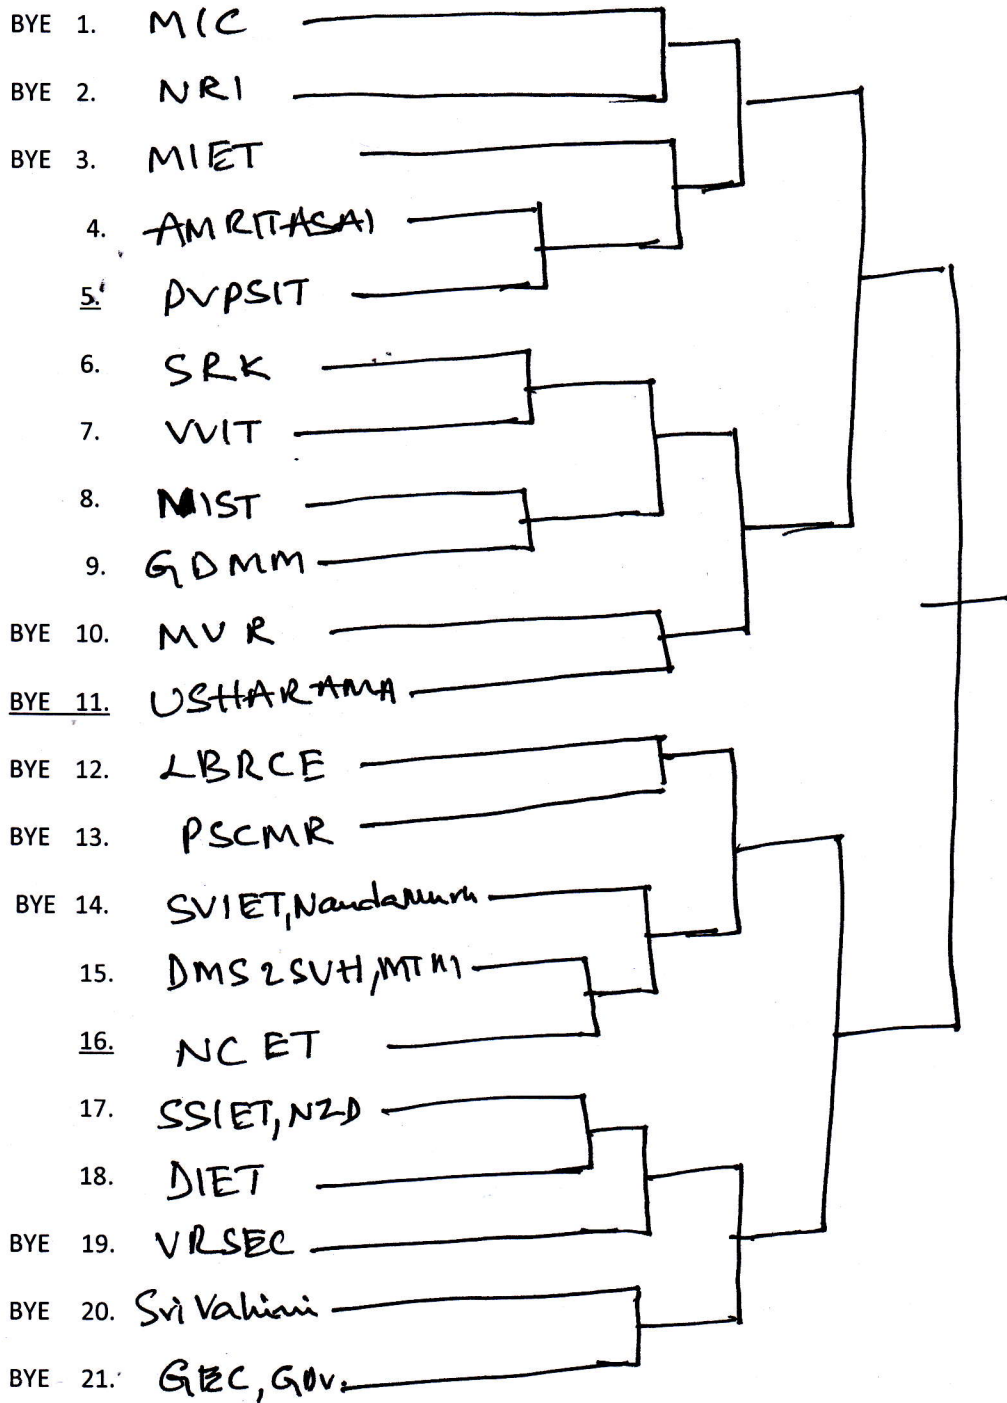 BYE 1. MIC
BYE 2. NRI
BYE 3. MIET
4. AMRITASAI
5. PVPSIT
6. SRK
7. VVIT
8. NIST
9. GDMM
BYE 10. MVR
BYE 11. USHARAMA
BYE 12. LBRCE
BYE 13. PSCMR
BYE 14. SVIET, Nandamuru
15. DMS 2 SVH, MTM
16. NCET
17. SSIET, NZD
18. DIET
BYE 19. VRSEC
BYE 20. Sri Vahini
BYE 21. GEC, Gov.